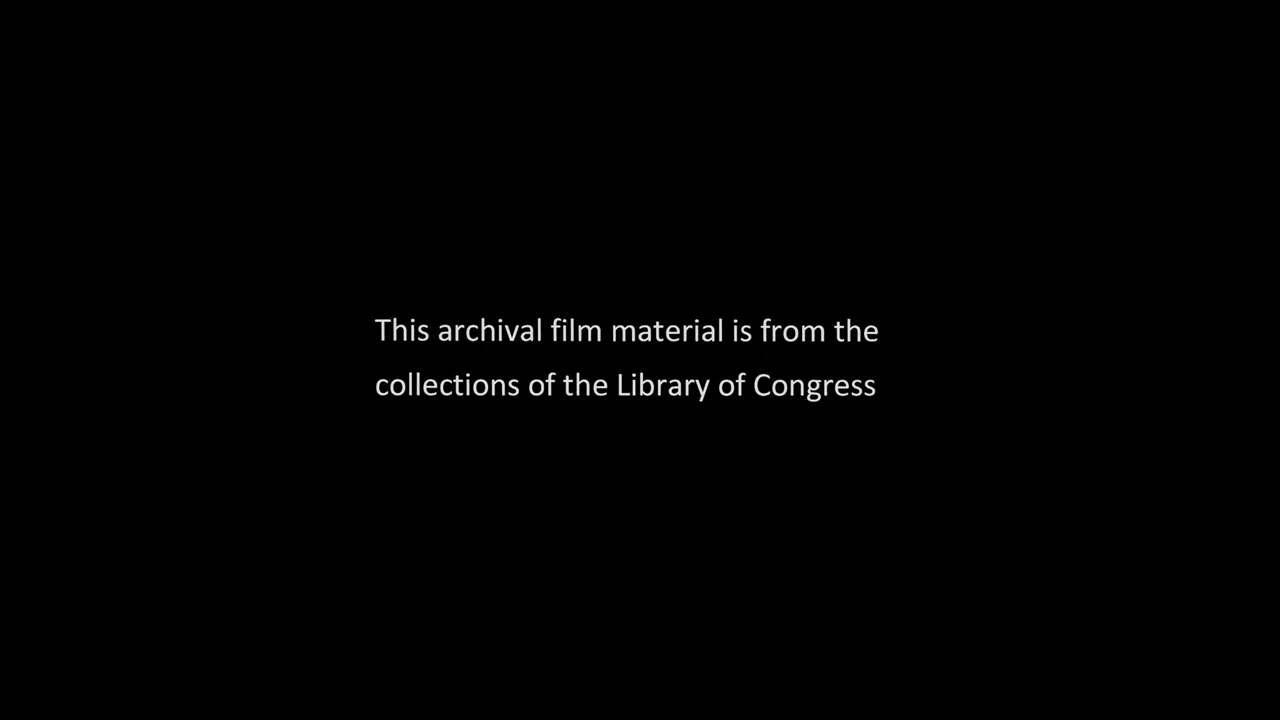 This archival film material is from the
collections of the Library of Congress